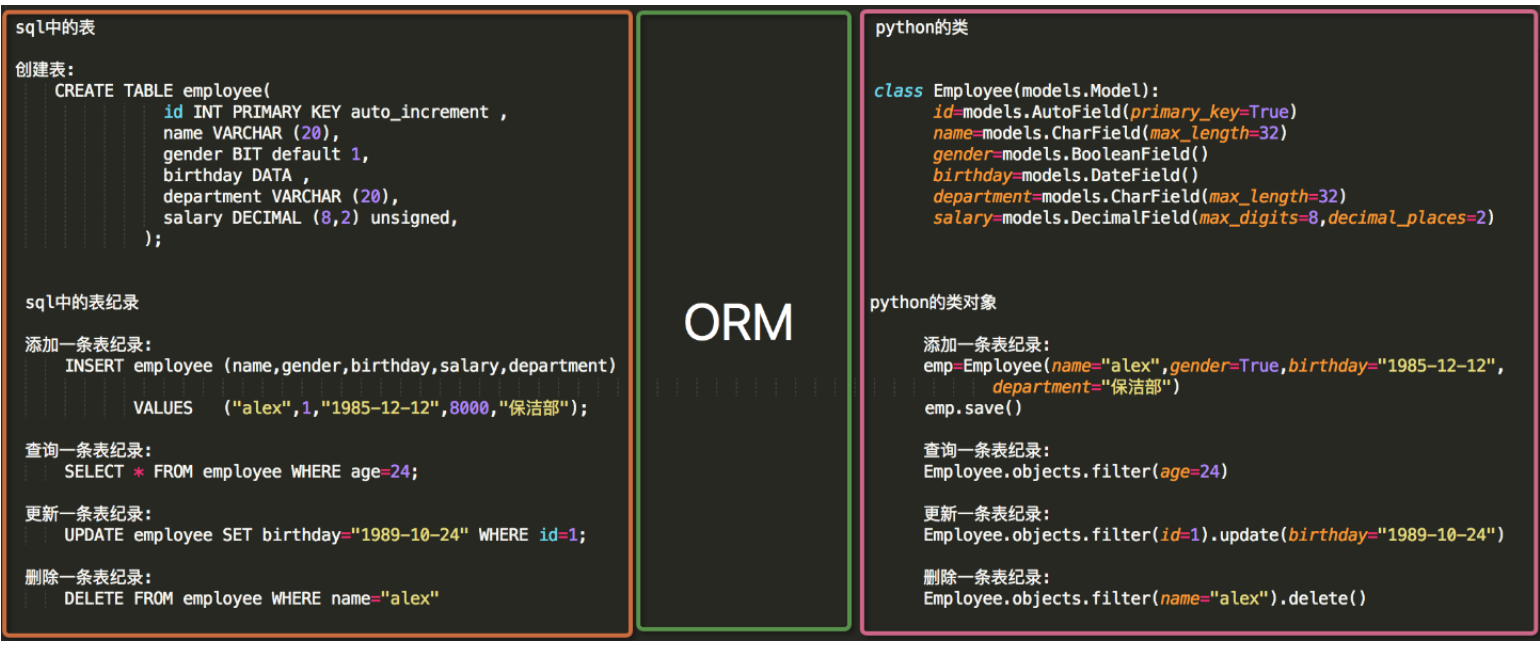 sql中的表
创建表:
CREATE TABLE employee(
id INT PRIMARY KEY auto_increment ,
name VARCHAR (20),
gender BIT default 1,
birthday DATA ,
department VARCHAR (20),
salary DECIMAL (8,2) unsigned,
);
sql中的表纪录
添加一条表纪录:
INSERT employee (name,gender,birthday,salary,department)
VALUES ("alex",1,"1985-12-12",8000,"保洁部");
查询一条表纪录:
SELECT * FROM employee WHERE age=24;
更新一条表纪录:
UPDATE employee SET birthday="1989-10-24" WHERE id=1;
删除一条表纪录:
DELETE FROM employee WHERE name="alex"
ORM
python的类
class Employee(models.Model):
id=models.AutoField(primary_key=True)
name=models.CharField(max_length=32)
gender=models.BooleanField()
birthday=models.DateField()
department=models.CharField(max_length=32)
salary=models.DecimalField(max_digits=8,decimal_places=2)
python的类对象
添加一条表纪录:
emp=Employee(name="alex",gender=True,birthday="1985-12-12",
department="保洁部")
emp.save()
查询一条表纪录:
Employee.objects.filter(age=24)
更新一条表纪录:
Employee.objects.filter(id=1).update(birthday="1989-10-24")
删除一条表纪录:
Employee.objects.filter(name="alex").delete()